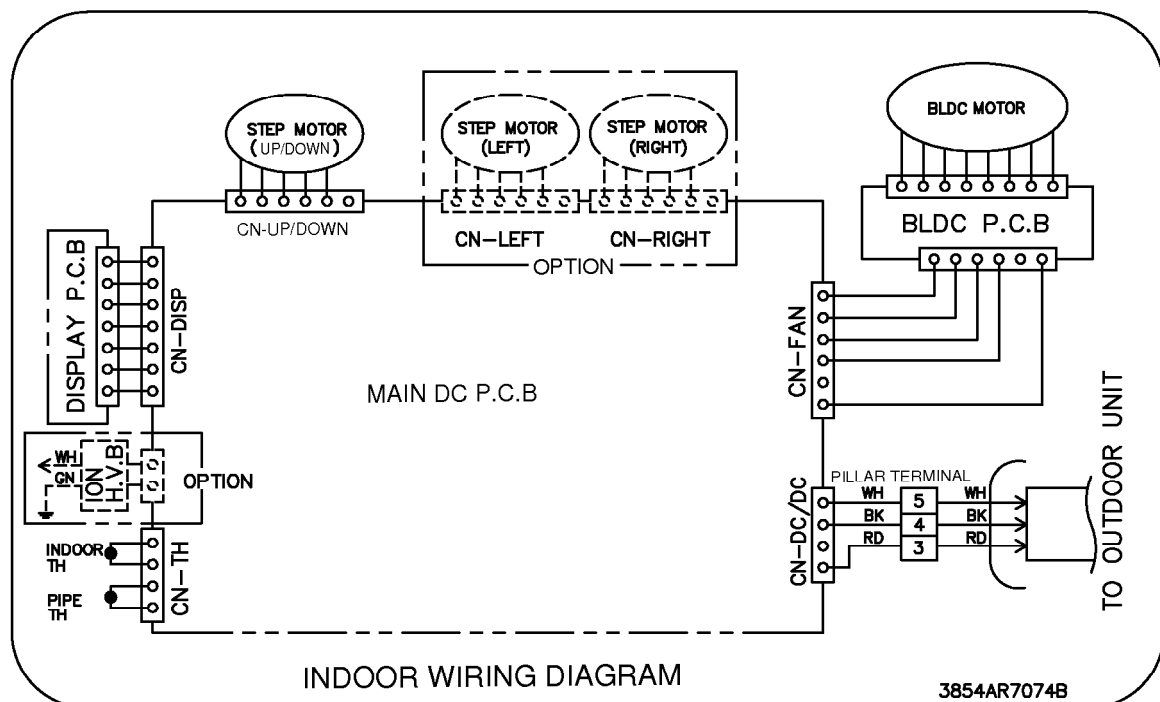 STEP MOTOR
( UP/DOWN )
CN-UP/DOWN
STEP MOTOR
(LEFT)
STEP MOTOR
(RIGHT)
CN-LEFT
CN-RIGHT
OPTION
BLDC MOTOR
BLDC P.C.B
DISPLAY P.C.B
CN-DISP
MAIN DC P.C.B
CN-FAN
WH
GN
ION
H.V.B
OPTION
INDOOR
TH
PIPE
TH
CN-TH
CN-DC/DC
PILLAR TERMINAL
WH 5 WH
BK 4 BK
RD 3 RD
TO OUTDOOR UNIT
INDOOR WIRING DIAGRAM
3854AR7074B